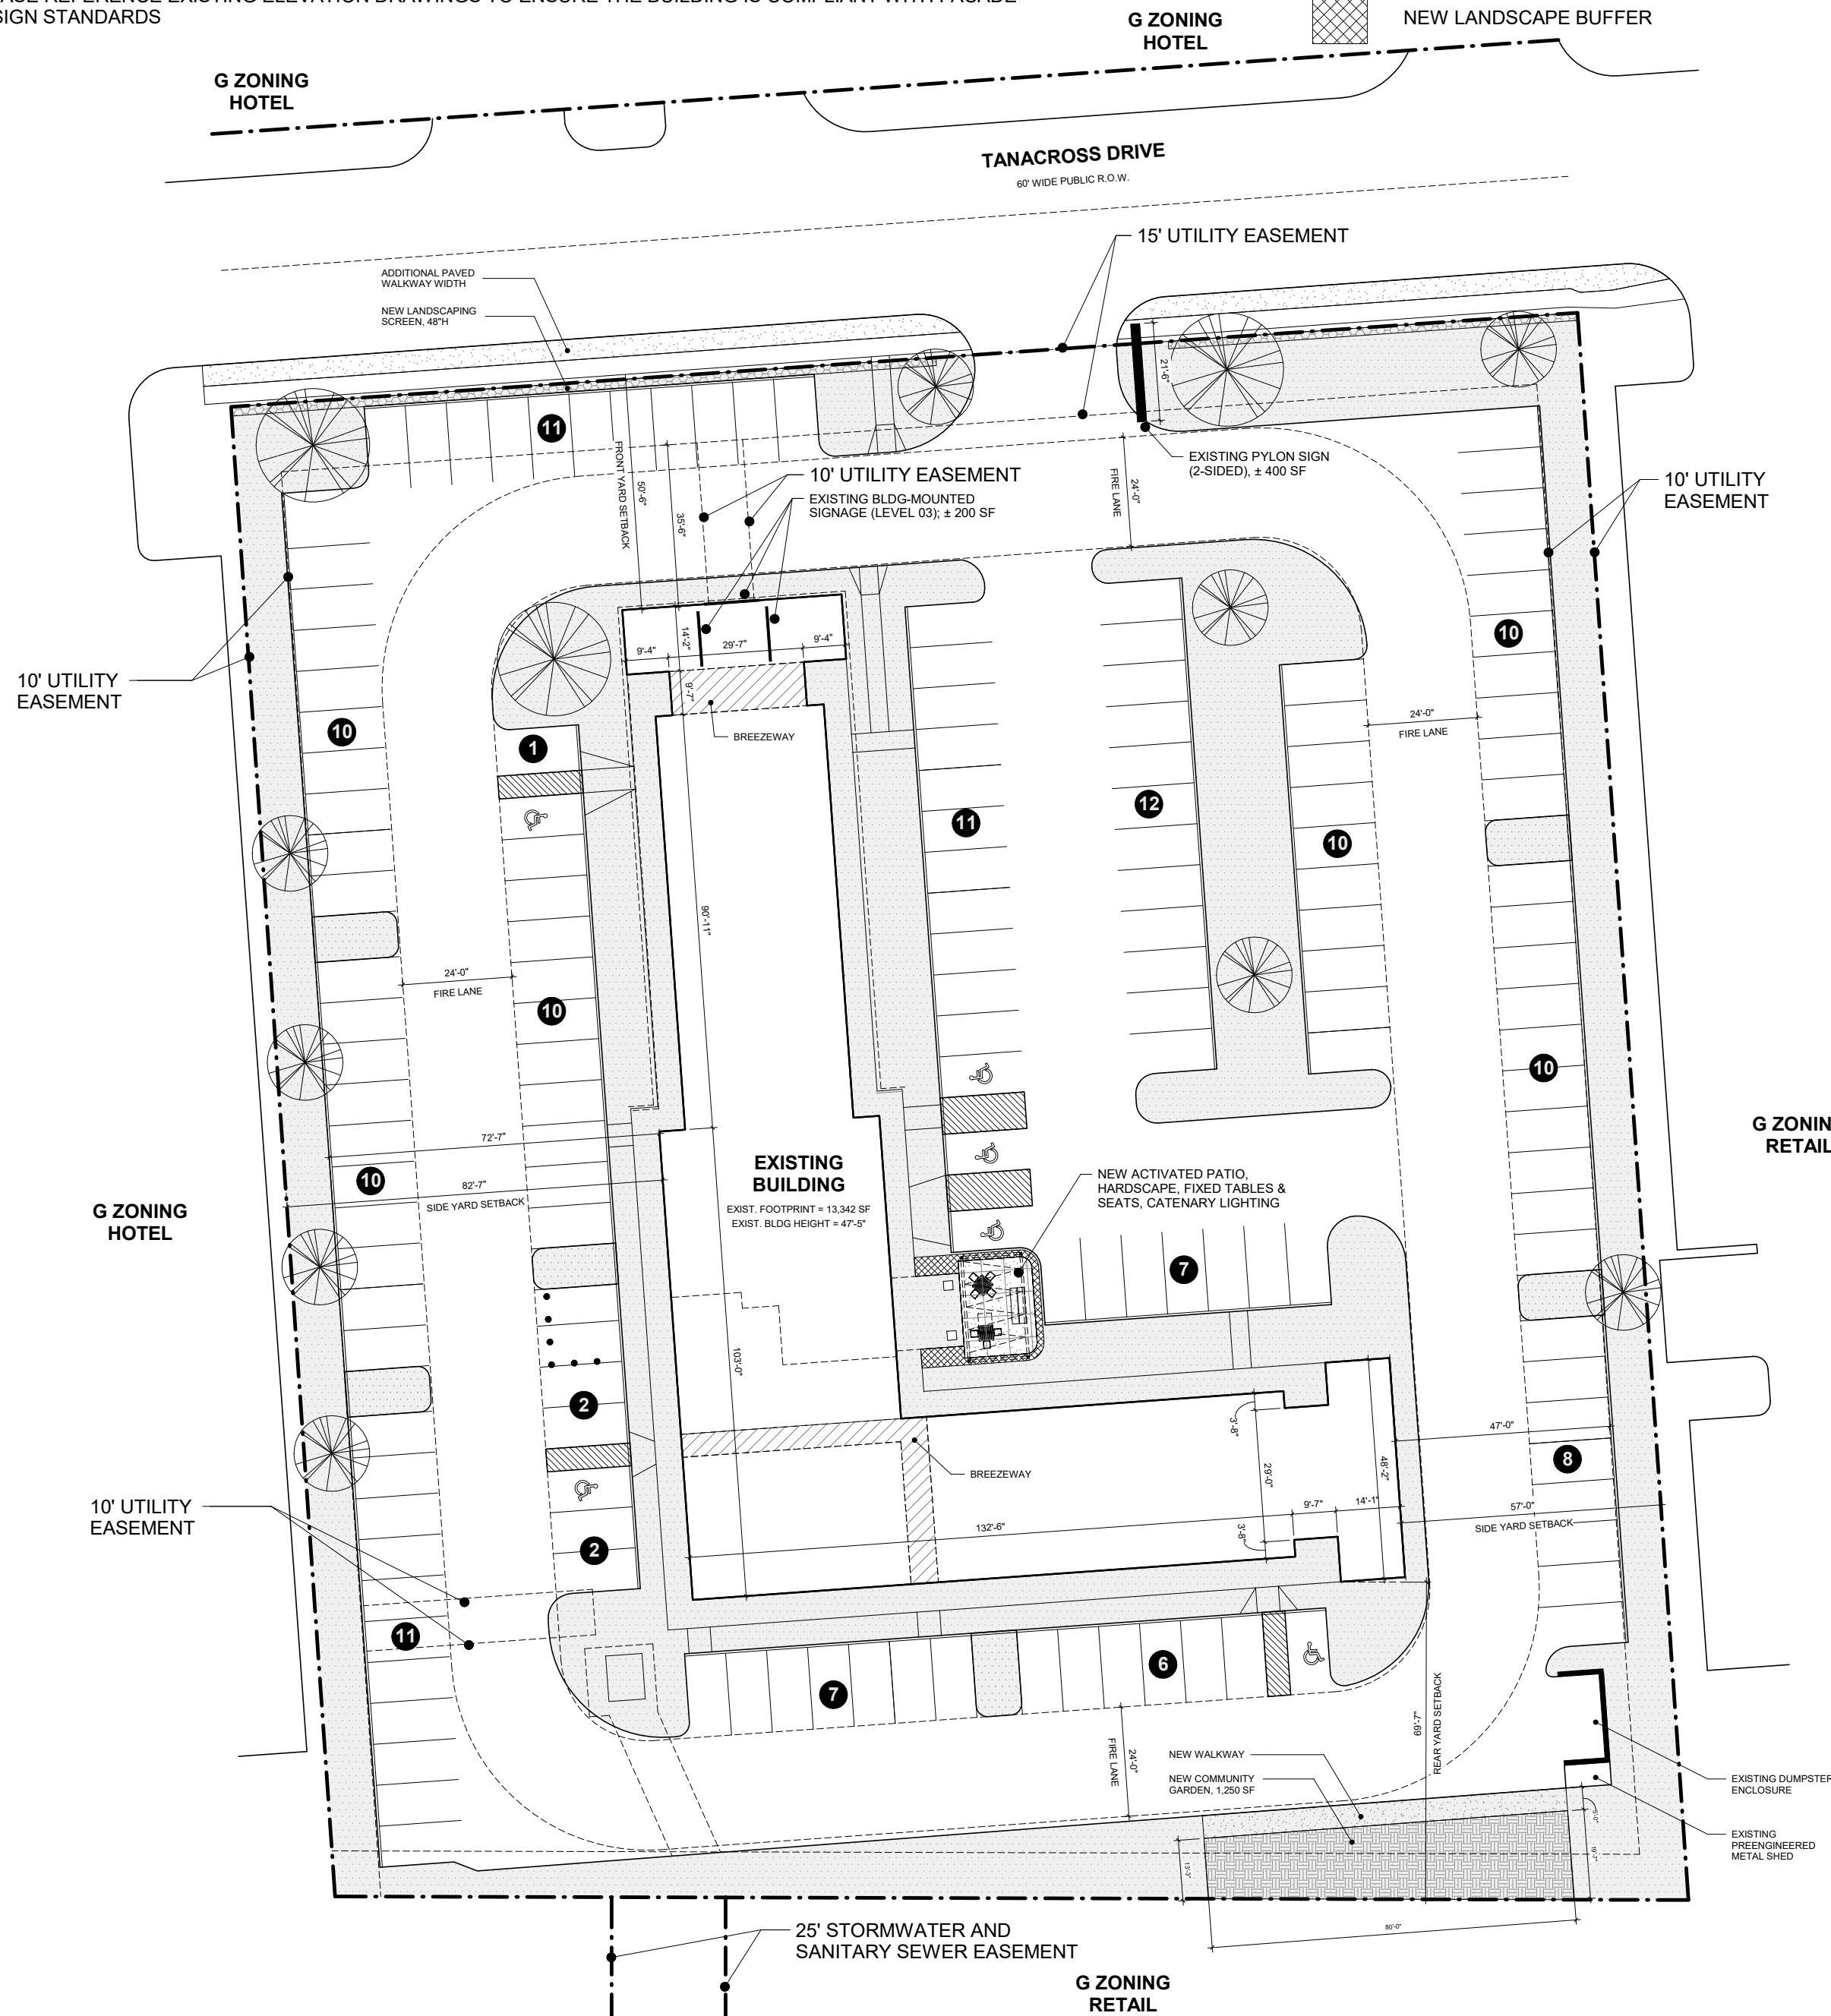 SIGN STANDARDS
G ZONING
HOTEL
NEW LANDSCAPE BUFFER
G ZONING
HOTEL
TANACROSS DRIVE
60' WIDE PUBLIC R.O.W.
15' UTILITY EASEMENT
ADDITIONAL PAVED
WALKWAY WIDTH
NEW LANDSCAPING
SCREEN, 48"H
21'-6"
11
EXISTING PYLON SIGN
(2-SIDED), ± 400 SF
10' UTILITY EASEMENT
EXISTING BLDG-MOUNTED
SIGNAGE (LEVEL 03); ± 200 SF
FRONT YARD SETBACK
50'-6"
35'-6"
FIRE LANE
24'-0"
10' UTILITY
EASEMENT
10' UTILITY
EASEMENT
10
10
9'-4"
14'-2"
29'-7"
9'-4"
9'-7"
BREEZEWAY
1
24'-0"
FIRE LANE
11
12
10
90'-11"
24'-0"
FIRE LANE
10
10
72'-7"
82'-7"
SIDE YARD SETBACK
10
EXISTING
BUILDING
EXIST. FOOTPRINT = 13,342 SF
EXIST. BLDG HEIGHT = 47'-5"
NEW ACTIVATED PATIO,
HARDSCAPE, FIXED TABLES &
SEATS, CATENARY LIGHTING
G ZONING
HOTEL
RETAIL
7
103'-0"
2
3'-8"
29'-0"
48'-2"
47'-0"
8
BREEZEWAY
9'-7"
14'-1"
57'-0"
SIDE YARD SETBACK
132'-6"
3'-8"
10' UTILITY
EASEMENT
2
11
7
6
69'-7"
REAR YARD SETBACK
FIRE LANE
24'-0"
NEW WALKWAY
NEW COMMUNITY
GARDEN, 1,250 SF
EXISTING DUMPSTER
ENCLOSURE
EXISTING
PREENGINEERED
METAL SHED
5'-0"
13'-3"
80'-0"
25' STORMWATER AND
SANITARY SEWER EASEMENT
G ZONING
RETAIL